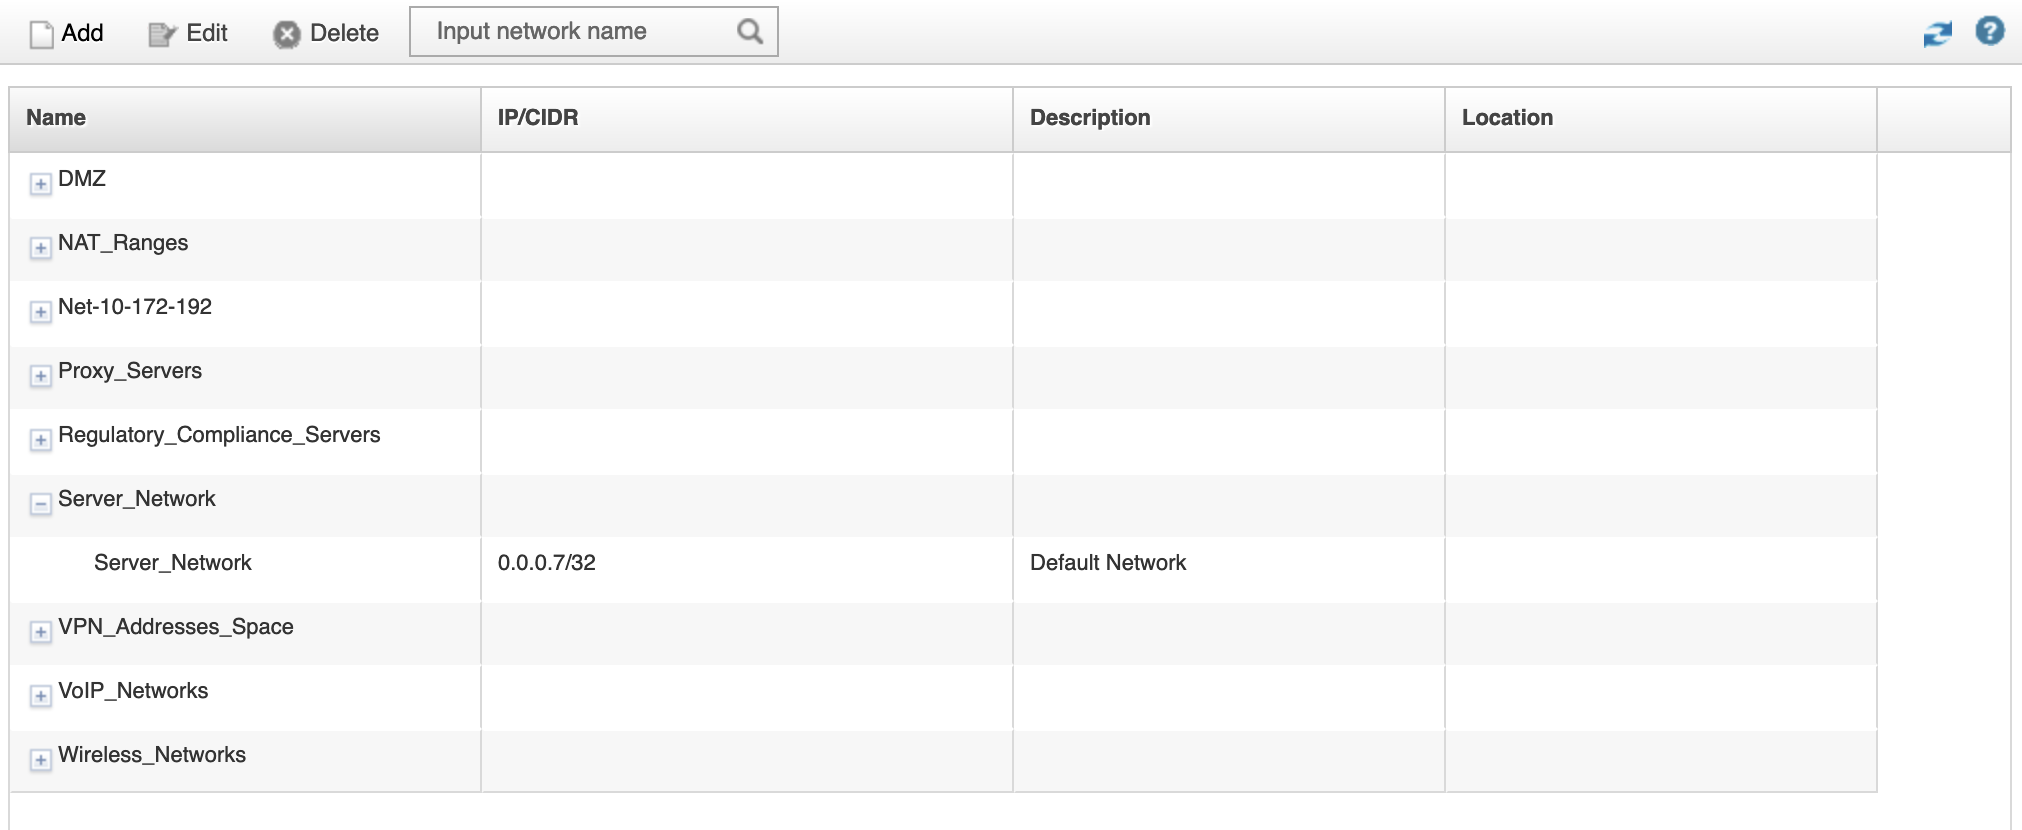 Add Edit Delete Input network name
Name IP/CIDR Description Location
DMZ
NAT_Ranges
Net-10-172-192
Proxy_Servers
Regulatory_Compliance_Servers
Server_Network
Server_Network 0.0.0.7/32 Default Network
VPN_Addresses_Space
VoIP_Networks
Wireless_Networks